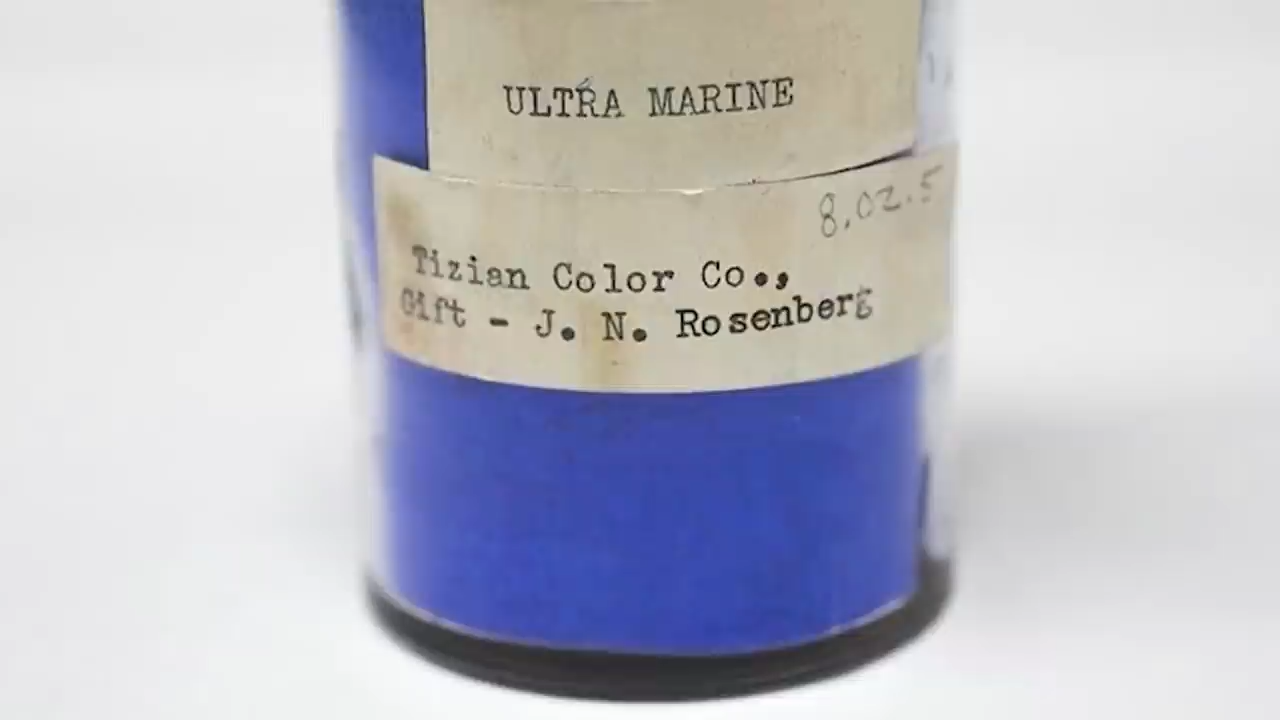 ULTRA MARINE
8.02.5
Tizian Color Co.,
Gift - J. N. Rosenberg